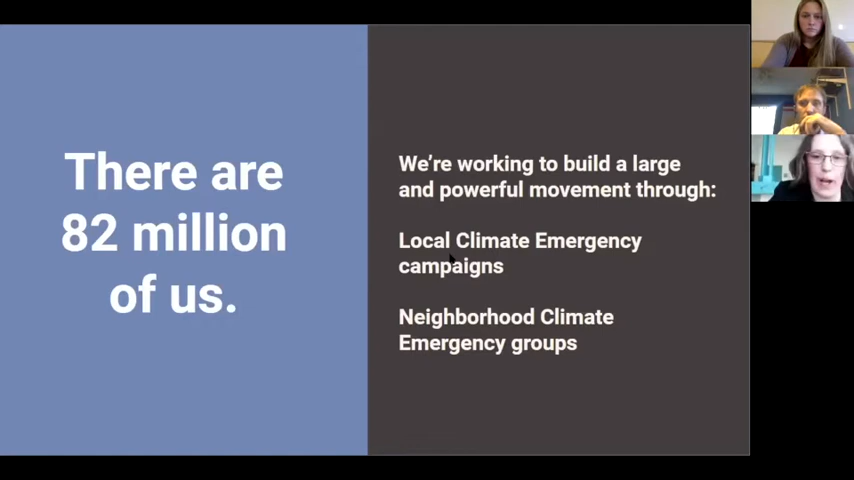 There are
82 million
of us.
We're working to build a large
and powerful movement through:
Local Climate Emergency
campaigns
Neighborhood Climate
Emergency groups